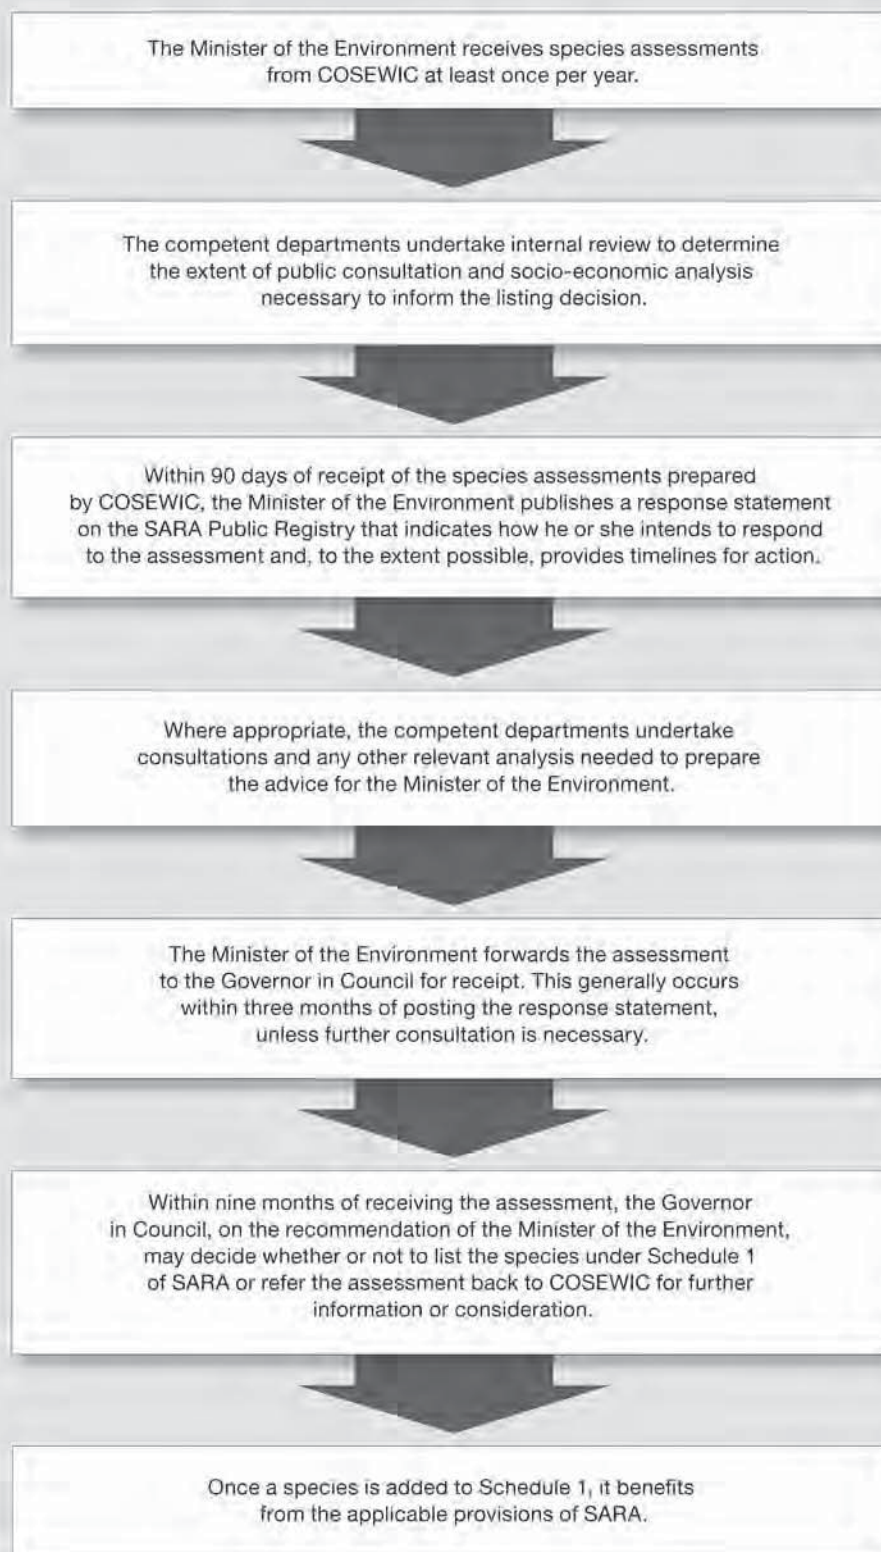 The Minister of the Environment receives species assessments
from COSEWIC at least once per year.
The competent departments undertake internal review to determine
the extent of public consultation and socio-economic analysis
necessary to inform the listing decision.
Within 90 days of receipt of the species assessments prepared
by COSEWIC, the Minister of the Environment publishes a response statement
on the SARA Public Registry that indicates how he or she intends to respond
to the assessment and, to the extent possible, provides timelines for action.
Where appropriate, the competent departments undertake
consultations and any other relevant analysis needed to prepare
the advice for the Minister of the Environment.
The Minister of the Environment forwards the assessment
to the Governor in Council for receipt. This generally occurs
within three months of posting the response statement,
unless further consultation is necessary.
Within nine months of receiving the assessment, the Governor
in Council, on the recommendation of the Minister of the Environment,
may decide whether or not to list the species under Schedule 1
of SARA or refer the assessment back to COSEWIC for further
information or consideration.
Once a species is added to Schedule 1, it benefits
from the applicable provisions of SARA.